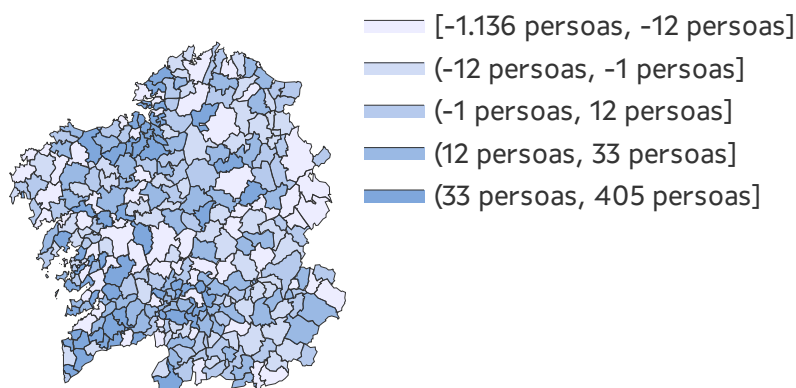 [-1.136 persoas, -12 persoas]
(-12 persoas, -1 persoas]
(-1 persoas, 12 persoas]
(12 persoas, 33 persoas]
(33 persoas, 405 persoas]